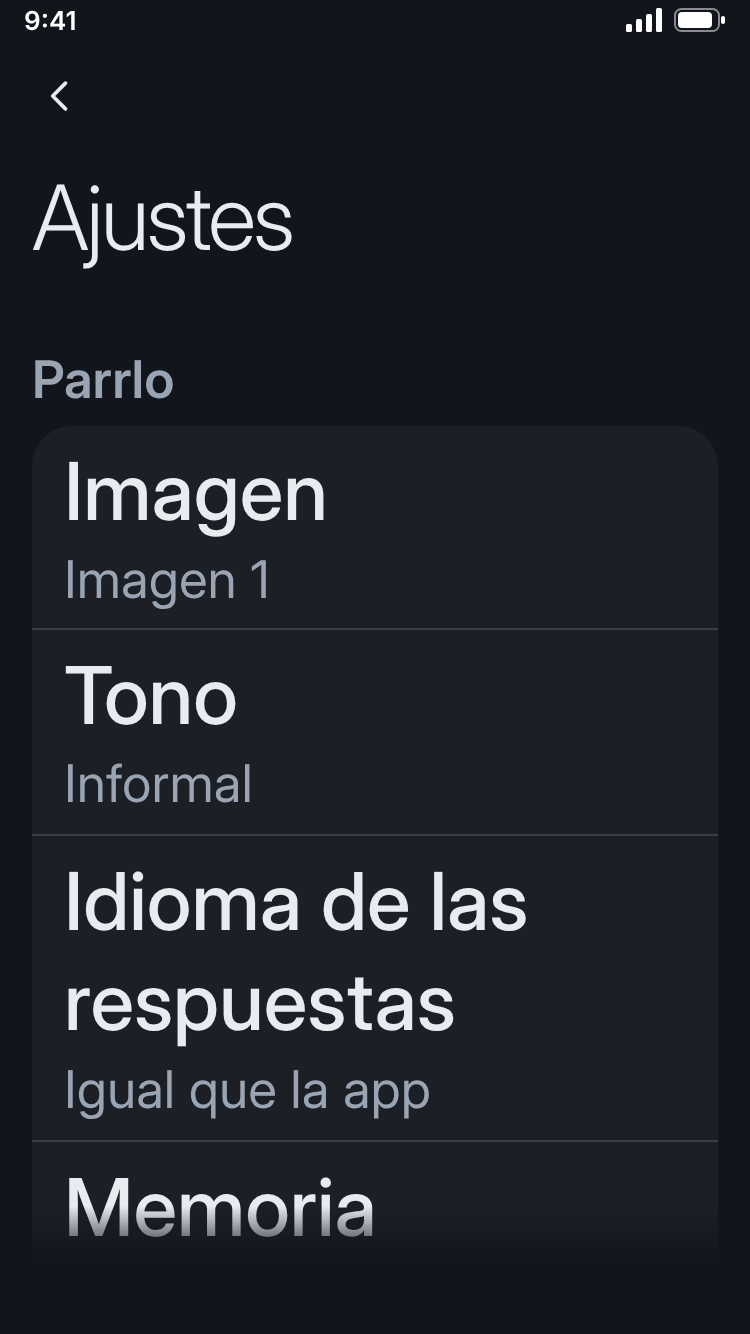 9:41
Ajustes
Parrlo
Imagen
Imagen 1
Tono
Informal
Idioma de las
respuestas
Igual que la app
Memoria